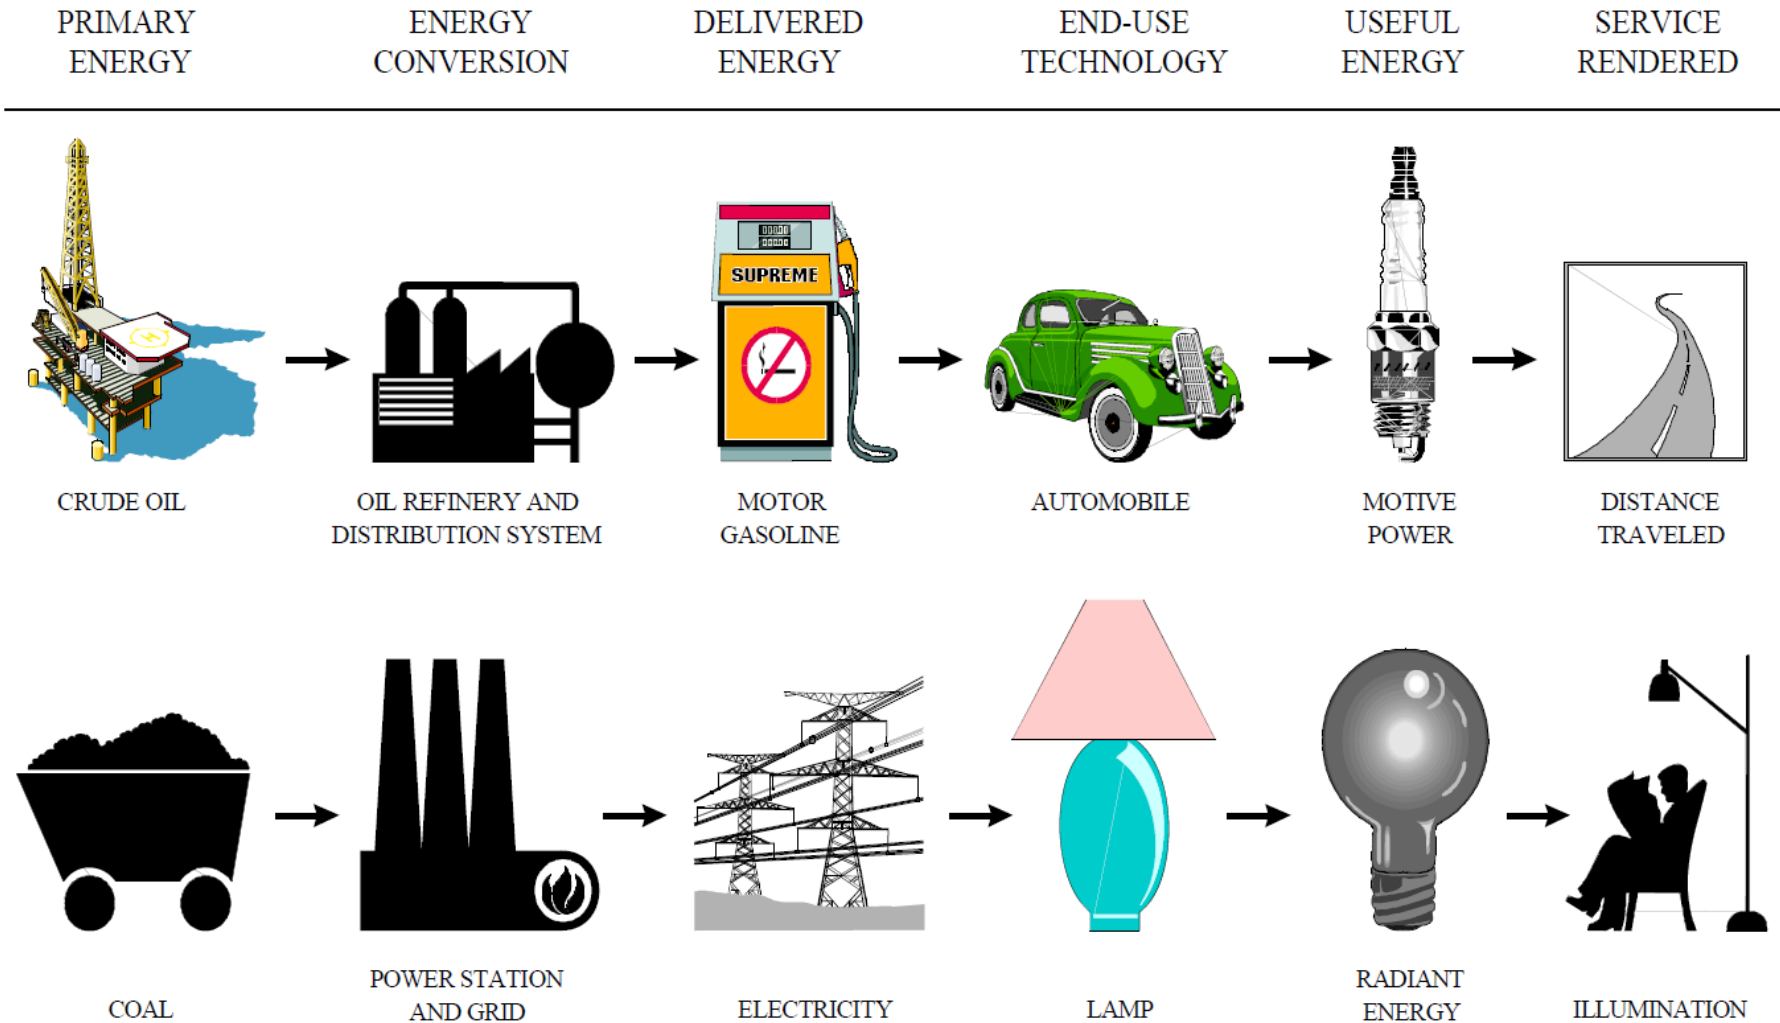 PRIMARY
ENERGY
ENERGY
CONVERSION
DELIVERED
ENERGY
END-USE
TECHNOLOGY
USEFUL
ENERGY
SERVICE
RENDERED
SUPREME
CRUDE OIL
OIL REFINERY AND
DISTRIBUTION SYSTEM
MOTOR
GASOLINE
AUTOMOBILE
MOTIVE
POWER
DISTANCE
TRAVELED
COAL
POWER STATION
AND GRID
ELECTRICITY
LAMP
RADIANT
ENERGY
ILLUMINATION